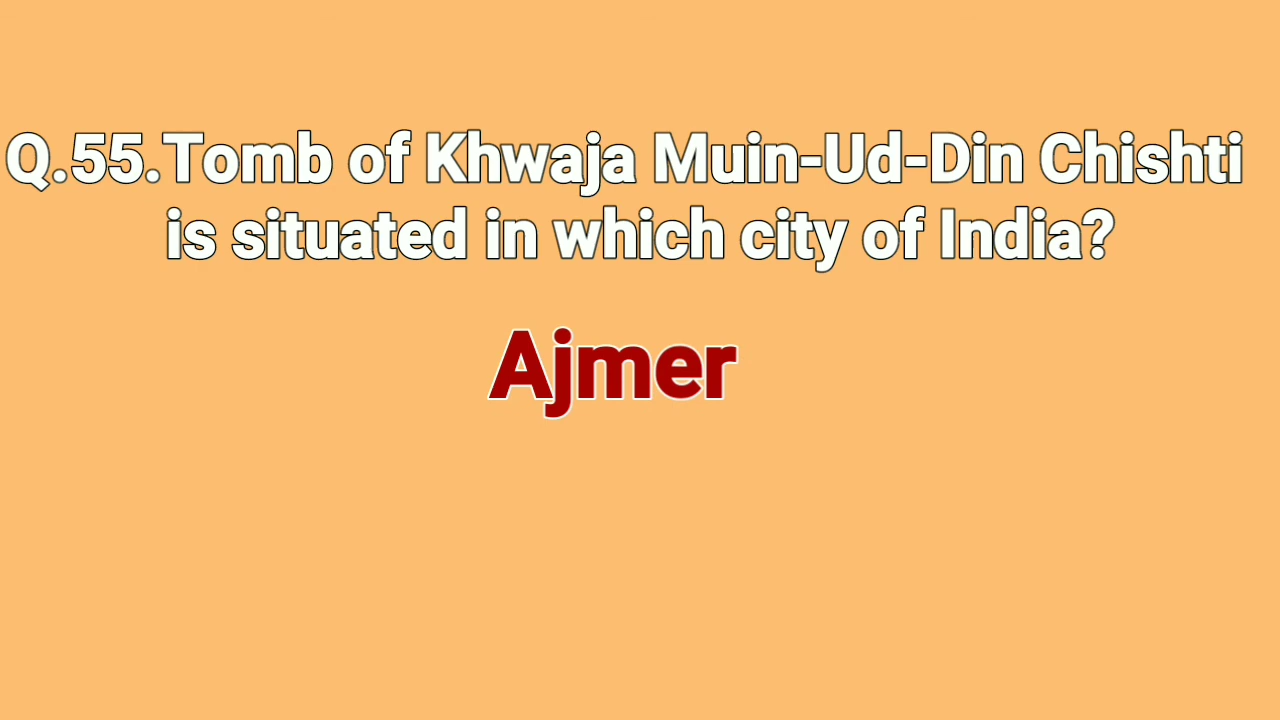 Q.55.Tomb of Khwaja Muin-Ud-Din Chishti
is situated in which city of India?
Ajmer